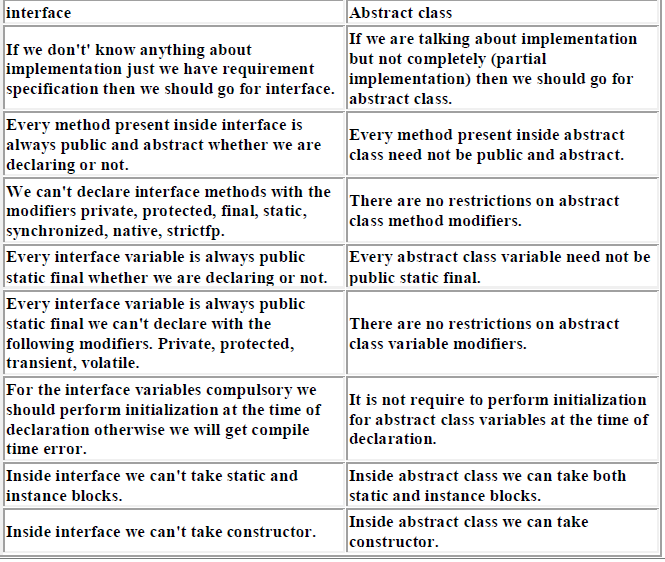 interface
Abstract class
If we don't' know anything about
implementation just we have requirement
specification then we should go for interface.
If we are talking about implementation
but not completely (partial
implementation) then we should go for
abstract class.
Every method present inside interface is
always public and abstract whether we are
declaring or not.
Every method present inside abstract
class need not be public and abstract.
We can't declare interface methods with the
modifiers private, protected, final, static,
synchronized, native, strictfp.
There are no restrictions on abstract
class method modifiers.
Every interface variable is always public
static final whether we are declaring or not.
Every abstract class variable need not be
public static final.
Every interface variable is always public
static final we can't declare with the
following modifiers. Private, protected,
transient, volatile.
There are no restrictions on abstract
class variable modifiers.
For the interface variables compulsory we
should perform initialization at the time of
declaration otherwise we will get compile
time error.
It is not require to perform initialization
for abstract class variables at the time of
declaration.
Inside interface we can't take static and
instance blocks.
Inside abstract class we can take both
static and instance blocks.
Inside interface we can't take constructor.
Inside abstract class we can take
constructor.